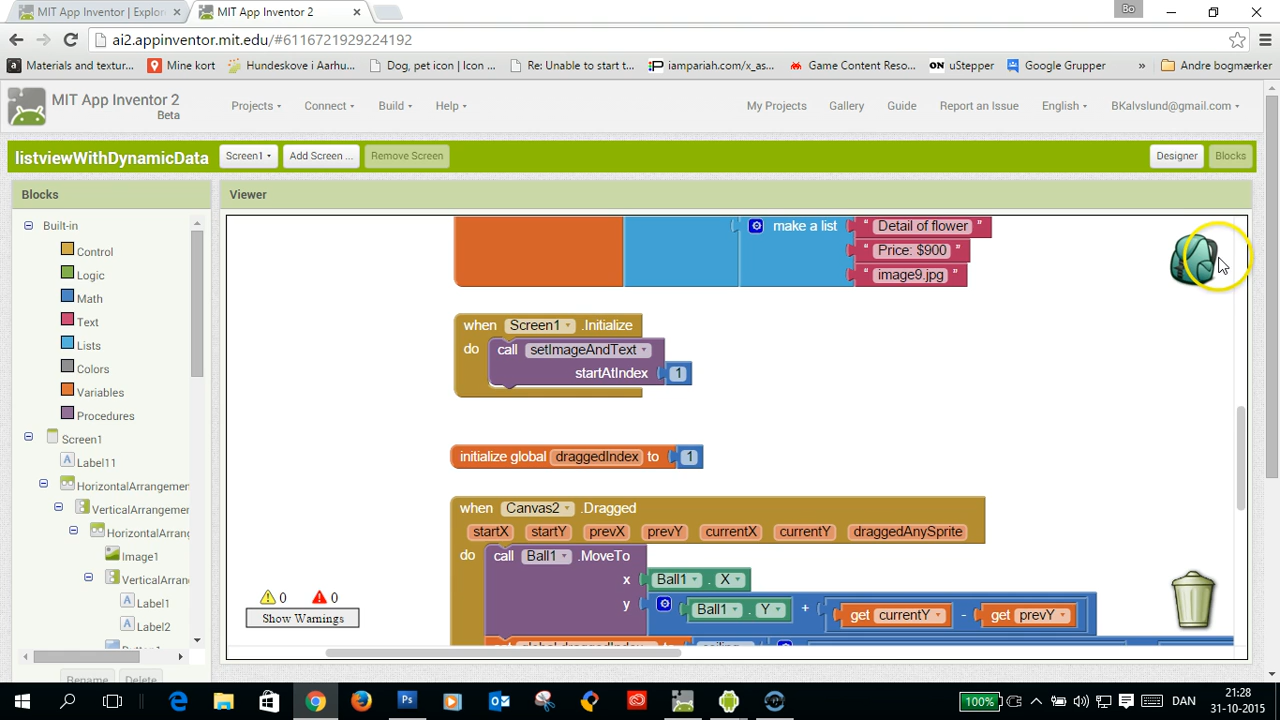 MIT App Inventor | Explor
MIT App Inventor 2
Bo
ai2.appinventor.mit.edu/#6116721929224192
Materials and textur...
Mine kort
Hundeskove i Aarhu...
Dog, pet icon | Icon ...
Re: Unable to start t...
iampariah.com/x_as...
Game Content Reso...
ON uStepper
Google Grupper
»
Andre bogmærker
MIT App Inventor 2
Beta
Projects
Connect
Build
Help
My Projects
Gallery
Guide
Report an Issue
English
BKalvslund@gmail.com
listviewWithDynamicData
Screen1
Add Screen ...
Remove Screen
Designer
Blocks
Blocks
Viewer
Built-in
Control
Logic
Math
Text
Lists
Colors
Variables
Procedures
Screen1
Label11
HorizontalArrangemen
VerticalArrangeme
HorizontalArrang
Image1
VerticalArran
Label1
Label2
Rename
Delete
make a list " Detail of flower "
" Price: $900 "
" image9.jpg "
when Screen1 .Initialize
do call setImageAndText
startAtIndex 1
initialize global draggedIndex to 1
when Canvas2 .Dragged
startX startY prevX prevY currentX currentY draggedAnySprite
do call Ball1 .MoveTo
x Ball1 . X
y Ball1 . Y + get currentY - get prevY
0 0
Show Warnings
100%
DAN
21:28
31-10-2015